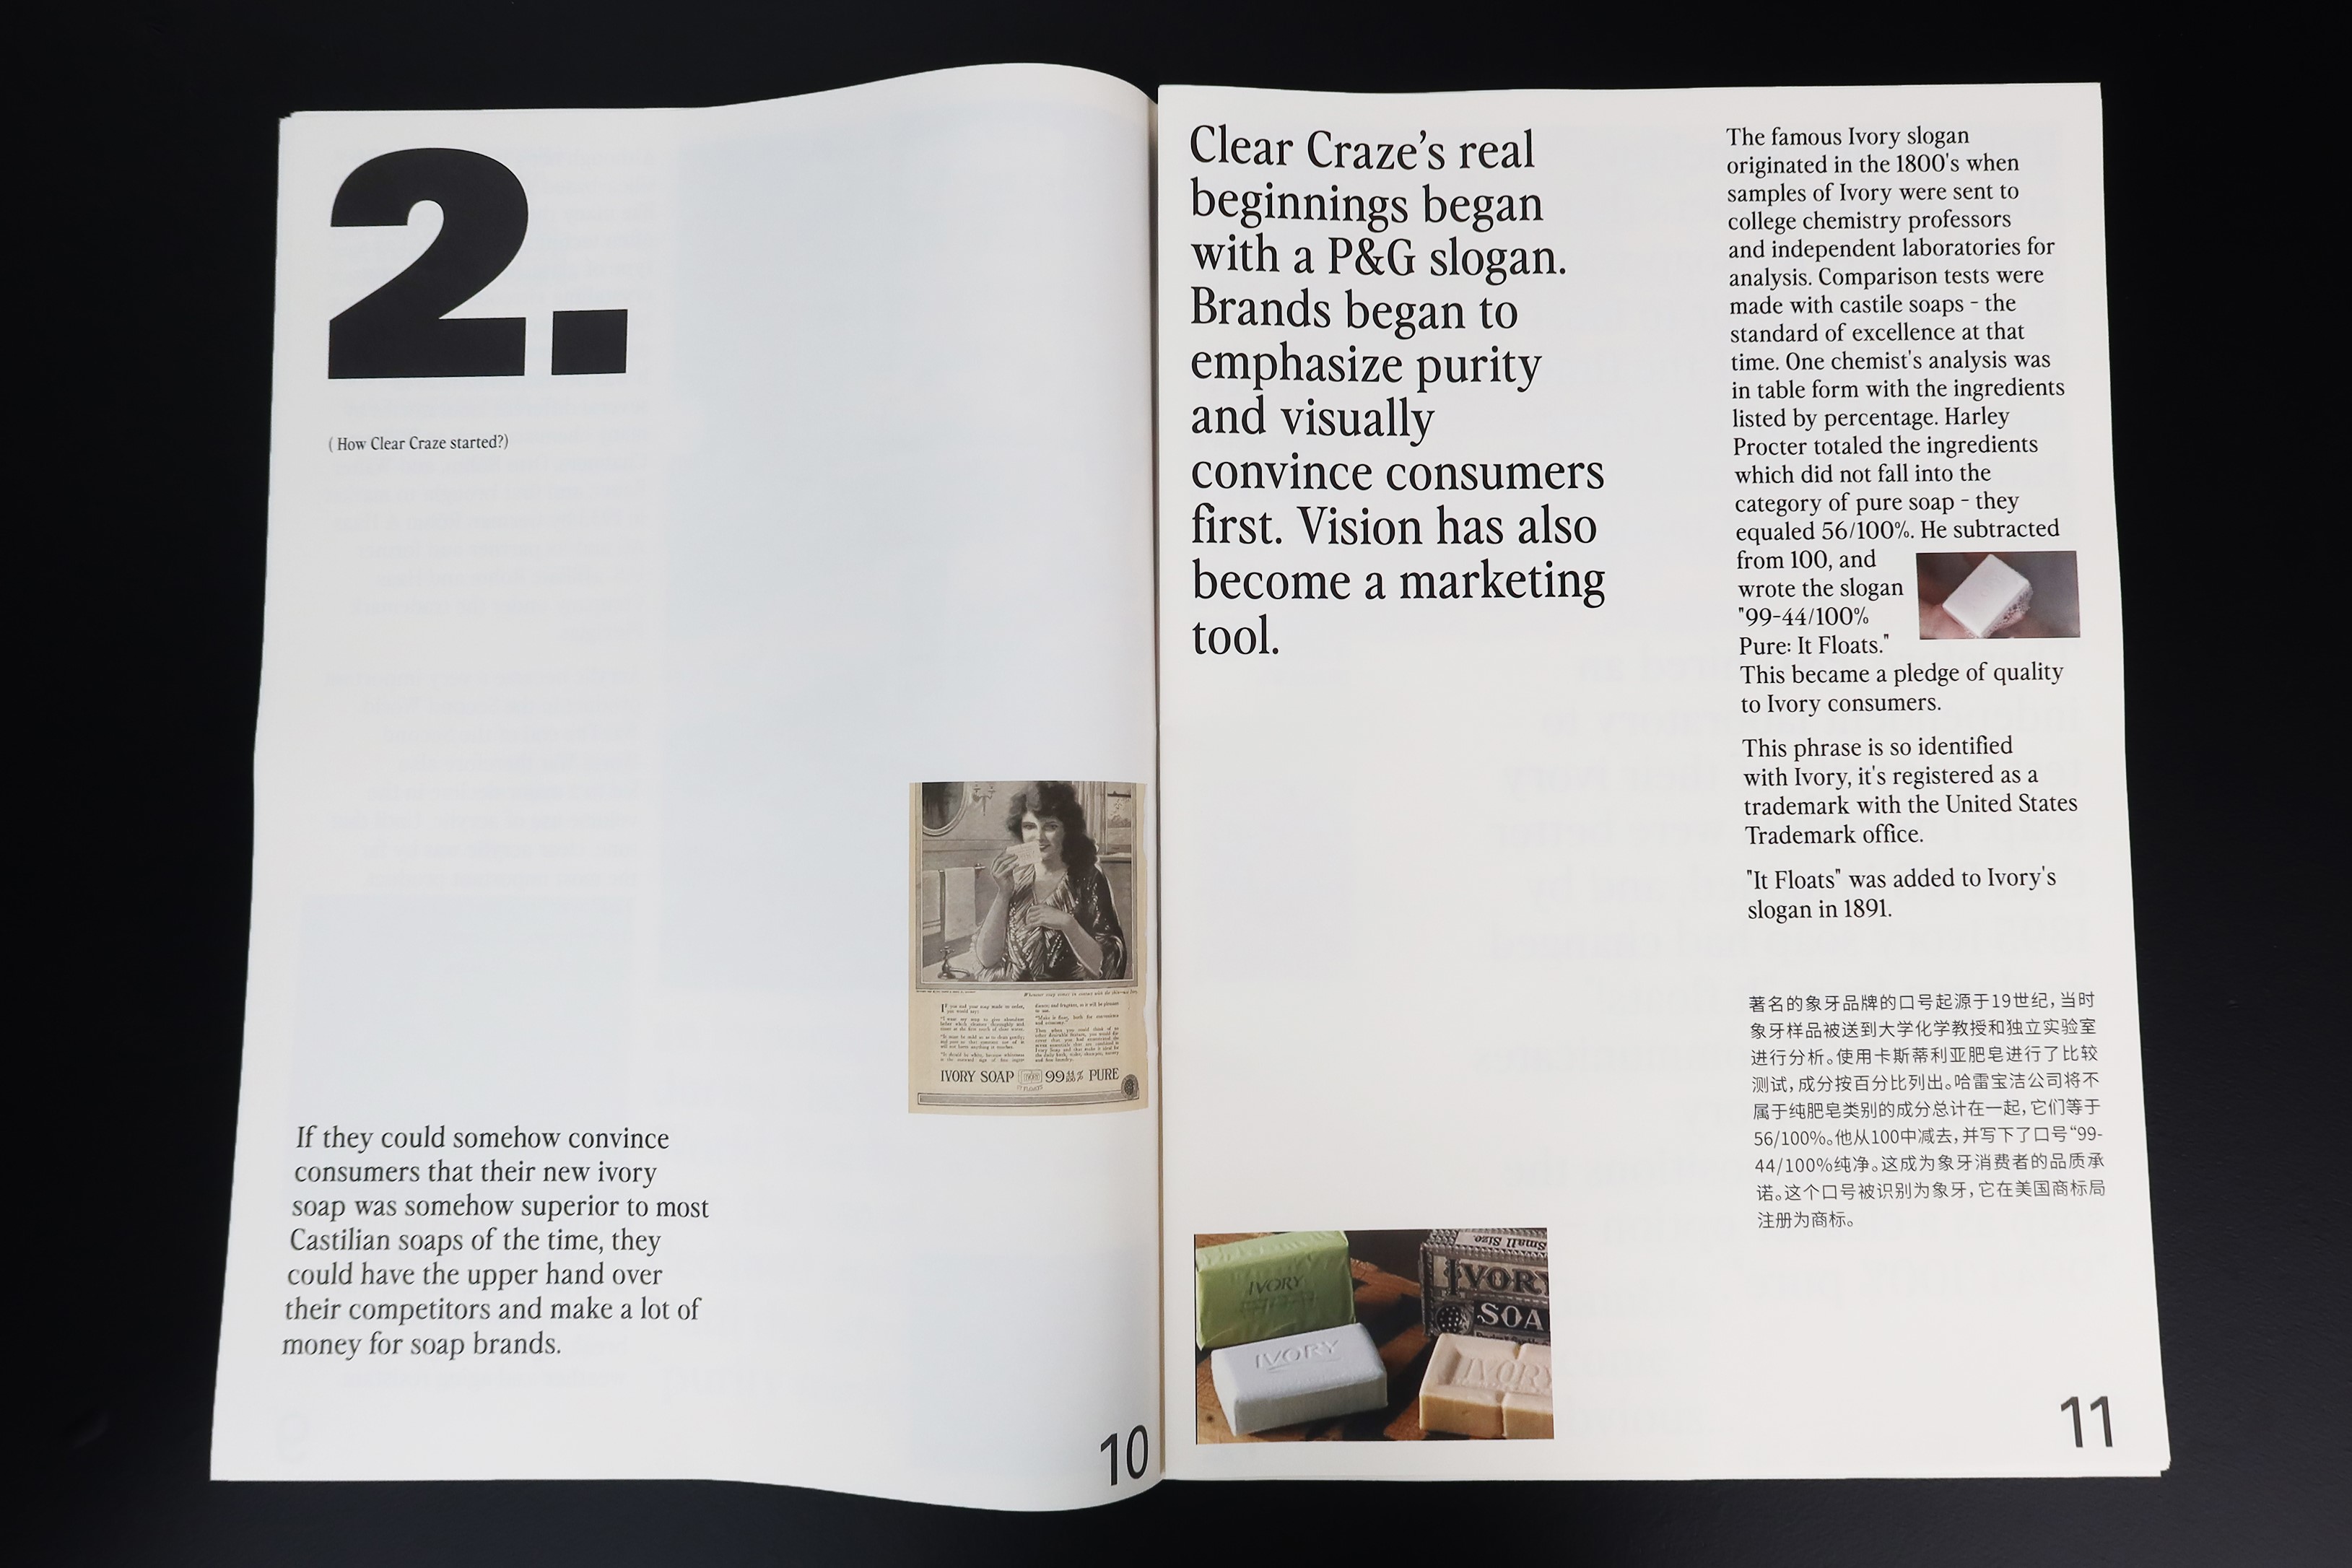 2.
( How Clear Craze started?)
IVORY SOAP
IVORY
99 44/100 % PURE
IT FLOATS
If they could somehow convince
consumers that their new ivory
soap was somehow superior to most
Castilian soaps of the time, they
could have the upper hand over
their competitors and make a lot of
money for soap brands.
10
Clear Craze’s real
beginnings began
with a P&G slogan.
Brands began to
emphasize purity
and visually
convince consumers
first. Vision has also
become a marketing
tool.
IVORY
IVORY
Small Size.
IVORY
SOA
IVORY
The famous Ivory slogan
originated in the 1800's when
samples of Ivory were sent to
college chemistry professors
and independent laboratories for
analysis. Comparison tests were
made with castile soaps - the
standard of excellence at that
time. One chemist's analysis was
in table form with the ingredients
listed by percentage. Harley
Procter totaled the ingredients
which did not fall into the
category of pure soap - they
equaled 56/100%. He subtracted
from 100, and
wrote the slogan
"99-44/100%
Pure: It Floats."
This became a pledge of quality
to Ivory consumers.
This phrase is so identified
with Ivory, it's registered as a
trademark with the United States
Trademark office.
"It Floats" was added to Ivory's
slogan in 1891.
著名的象牙品牌的口号起源于19世纪，当时
象牙样品被送到大学化学教授和独立实验室
进行分析。使用卡斯蒂利亚肥皂进行了比较
测试，成分按百分比列出。哈雷宝洁公司将不
属于纯肥皂类别的成分总计在一起，它们等于
56/100%。他从100中减去，并写下了口号“99-
44/100%纯净。这成为象牙消费者的品质承
诺。这个口号被识别为象牙，它在美国商标局
注册为商标。
11